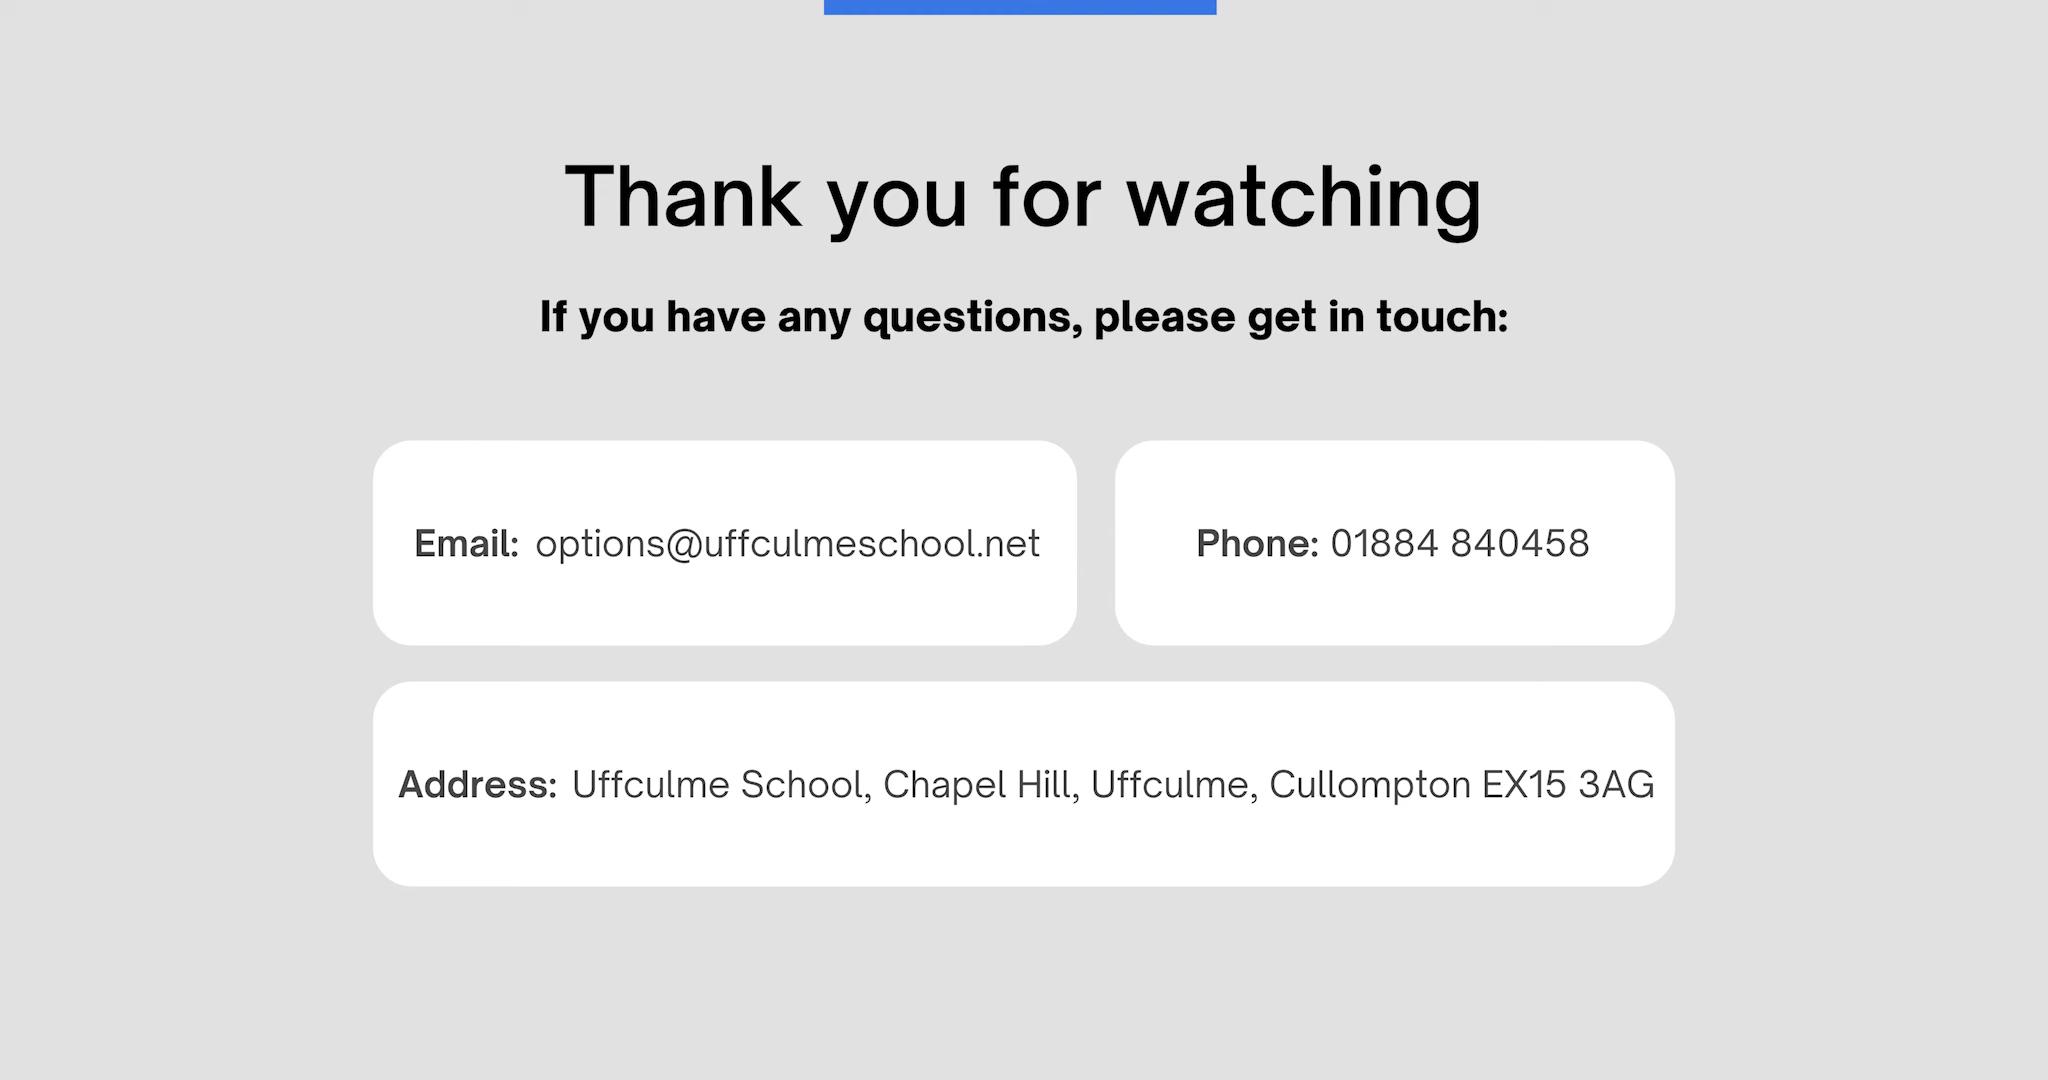 Thank you for watching
If you have any questions, please get in touch:
Email: options@uffculmeschool.net
Phone: 01884 840458
Address: Uffculme School, Chapel Hill, Uffculme, Cullompton EX15 3AG